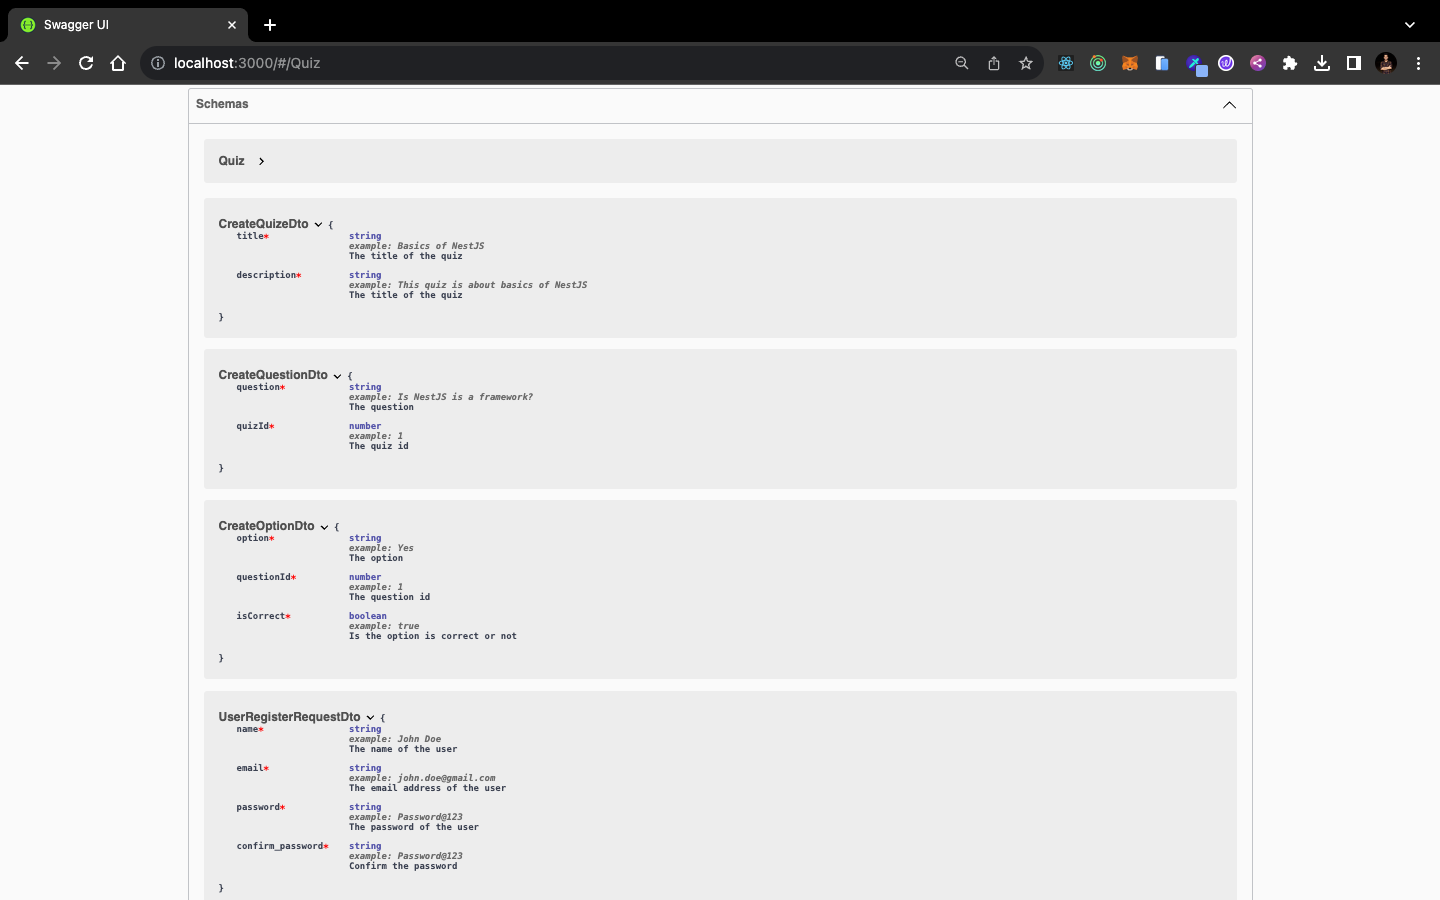 Swagger UI
localhost:3000/#/Quiz
Schemas
Quiz
CreateQuizeDto {
title* string
example: Basics of NestJS
The title of the quiz
description* string
example: This quiz is about basics of NestJS
The title of the quiz
}
CreateQuestionDto {
question* string
example: Is NestJS is a framework?
The question
quizId* number
example: 1
The quiz id
}
CreateOptionDto {
option* string
example: Yes
The option
questionId* number
example: 1
The question id
isCorrect* boolean
example: true
Is the option is correct or not
}
UserRegisterRequestDto {
name* string
example: John Doe
The name of the user
email* string
example: john.doe@gmail.com
The email address of the user
password* string
example: Password@123
The password of the user
confirm_password* string
example: Password@123
Confirm the password
}